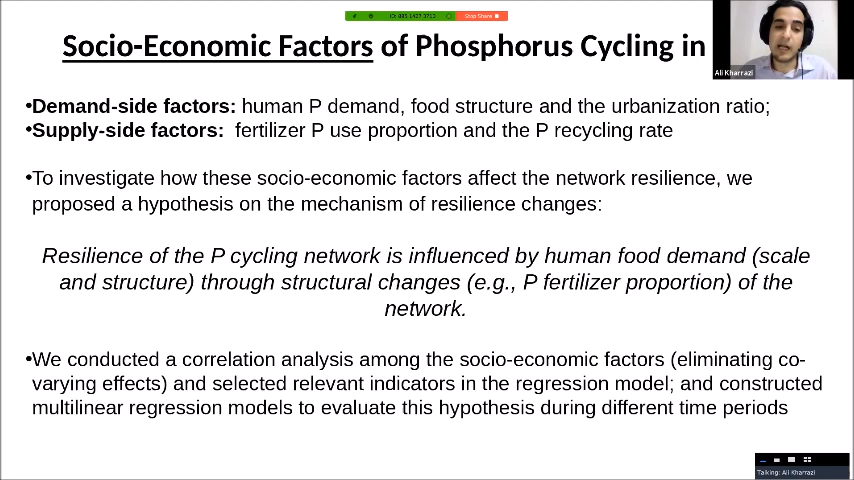 ID: 895 1427 3713
Stop Share
Socio-Economic Factors of Phosphorus Cycling in
Ali Kharrazi
•Demand-side factors: human P demand, food structure and the urbanization ratio;
•Supply-side factors: fertilizer P use proportion and the P recycling rate
•To investigate how these socio-economic factors affect the network resilience, we
proposed a hypothesis on the mechanism of resilience changes:
Resilience of the P cycling network is influenced by human food demand (scale
and structure) through structural changes (e.g., P fertilizer proportion) of the
network.
•We conducted a correlation analysis among the socio-economic factors (eliminating co-
varying effects) and selected relevant indicators in the regression model; and constructed
multilinear regression models to evaluate this hypothesis during different time periods
Talking: Ali Kharrazi